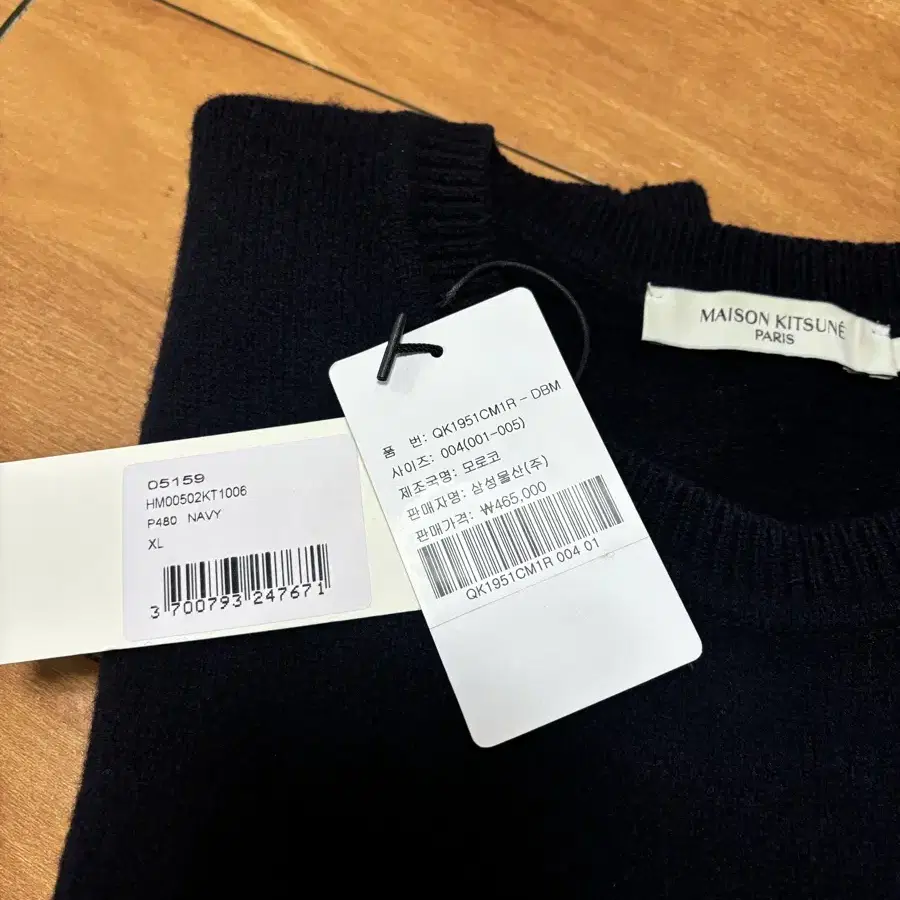 MAISON KITSUNÉ
PARIS
품 번: QK1951CM1R - DBM
사이즈: 004(001-005)
제조국명: 모로코
판매자명: 삼성물산(주)
판매가격: ₩465,000
QK1951CM1R 004 01
05159
HM00502KT1006
P480 NAVY
XL
3 700793 247671